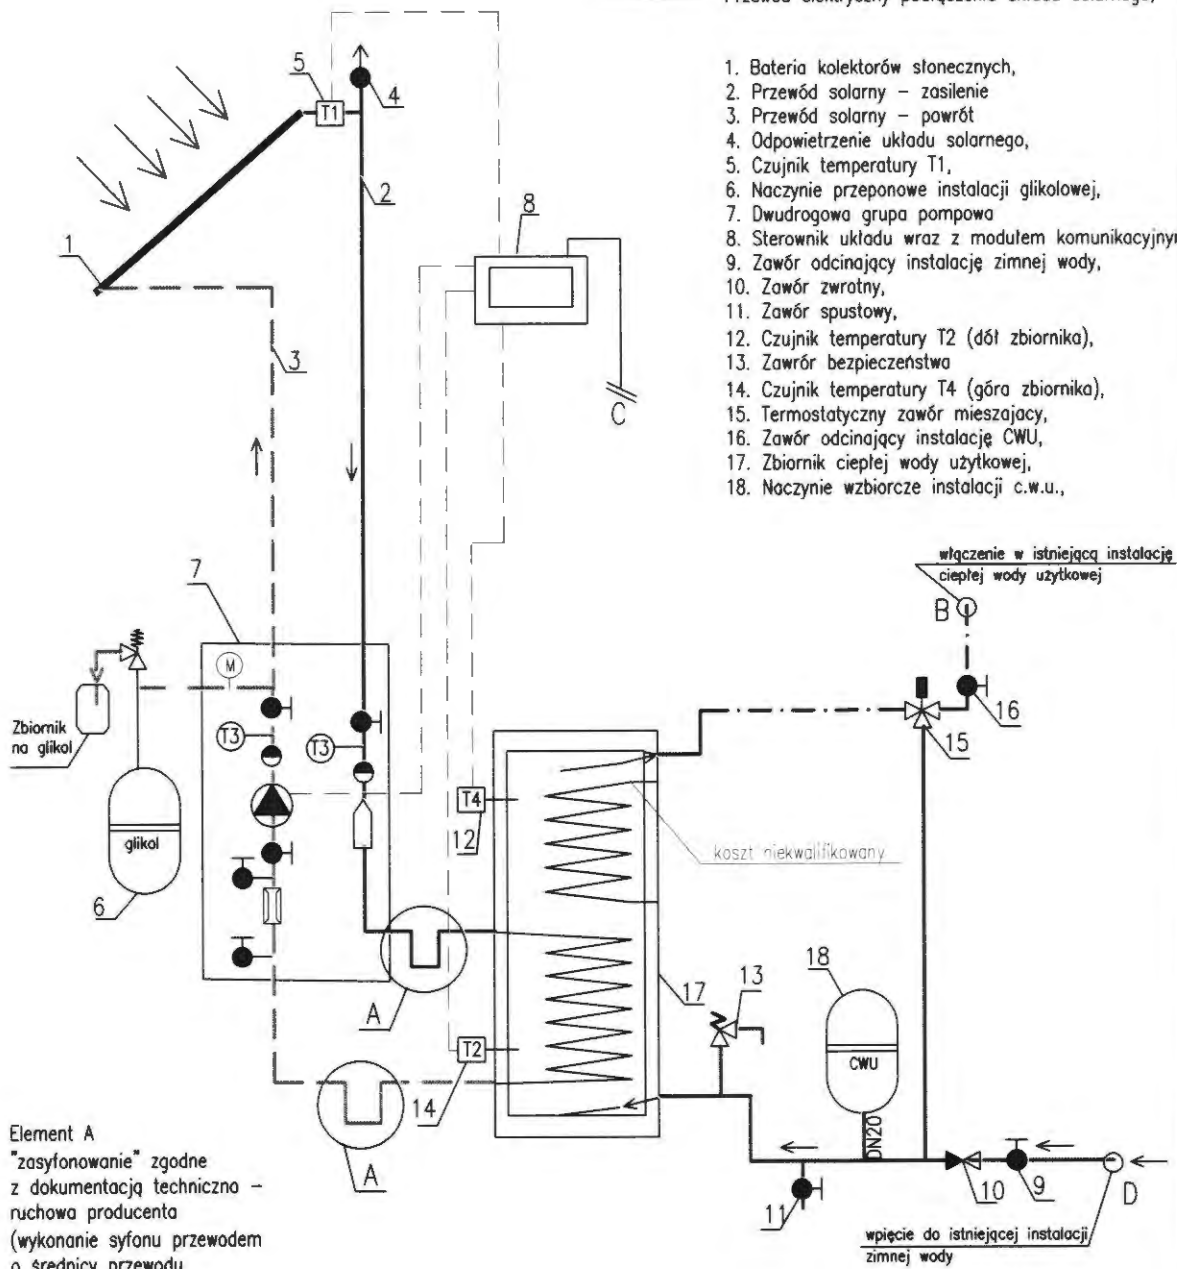 Przewód elektryczny podłączenie układu solarnego,
1. Bateria kolektorów słonecznych,
2. Przewód solarny – zasilenie
3. Przewód solarny – powrót
4. Odpowietrzenie układu solarnego,
5. Czujnik temperatury T1,
6. Naczynie przeponowe instalacji glikolowej,
7. Dwudrogowa grupa pompowa
8. Sterownik układu wraz z modułem komunikacyjnym
9. Zawór odcinający instalację zimnej wody,
10. Zawór zwrotny,
11. Zawór spustowy,
12. Czujnik temperatury T2 (dół zbiornika),
13. Zawrór bezpieczeństwa
14. Czujnik temperatury T4 (góra zbiornika),
15. Termostatyczny zawór mieszajacy,
16. Zawór odcinający instalację CWU,
17. Zbiornik ciepłej wody użytkowej,
18. Naczynie wzbiorcze instalacji c.w.u.,
5
T1
4
2
1
8
3
C
włączenie w istniejącą instalację
ciepłej wody użytkowej
B
7
M
16
15
Zbiornik
na glikol
T3
T3
T4
12
glikol
koszt niekwalifikowany
6
18
17
13
A
T2
CWU
14
DN20
A
10
9
D
11
wpięcie do istniejącej instalacji
zimnej wody
Element A
"zasyfonowanie" zgodne
z dokumentacją techniczno –
ruchowa producenta
(wykonanie syfonu przewodem
o średnicy przewodu